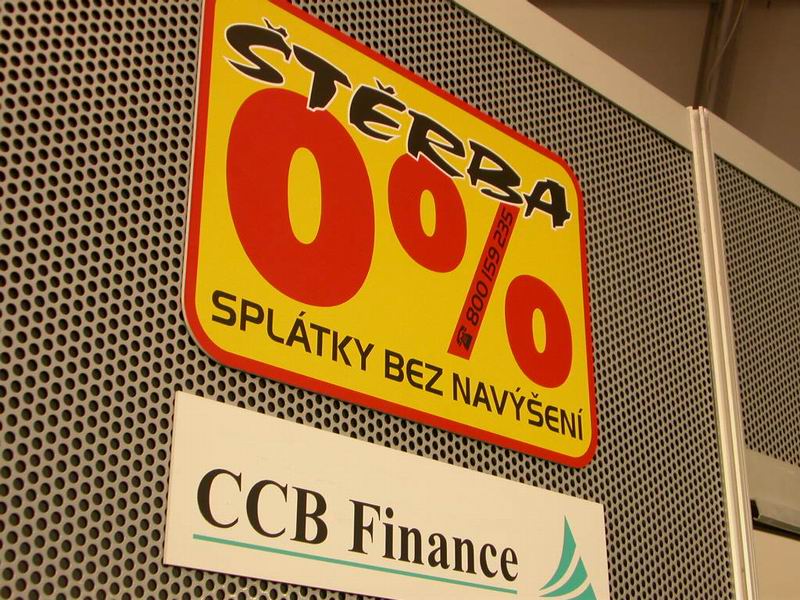 ŠTĚRBA
0%
800 159 235
SPLÁTKY BEZ NAVÝŠENÍ
CCB Finance